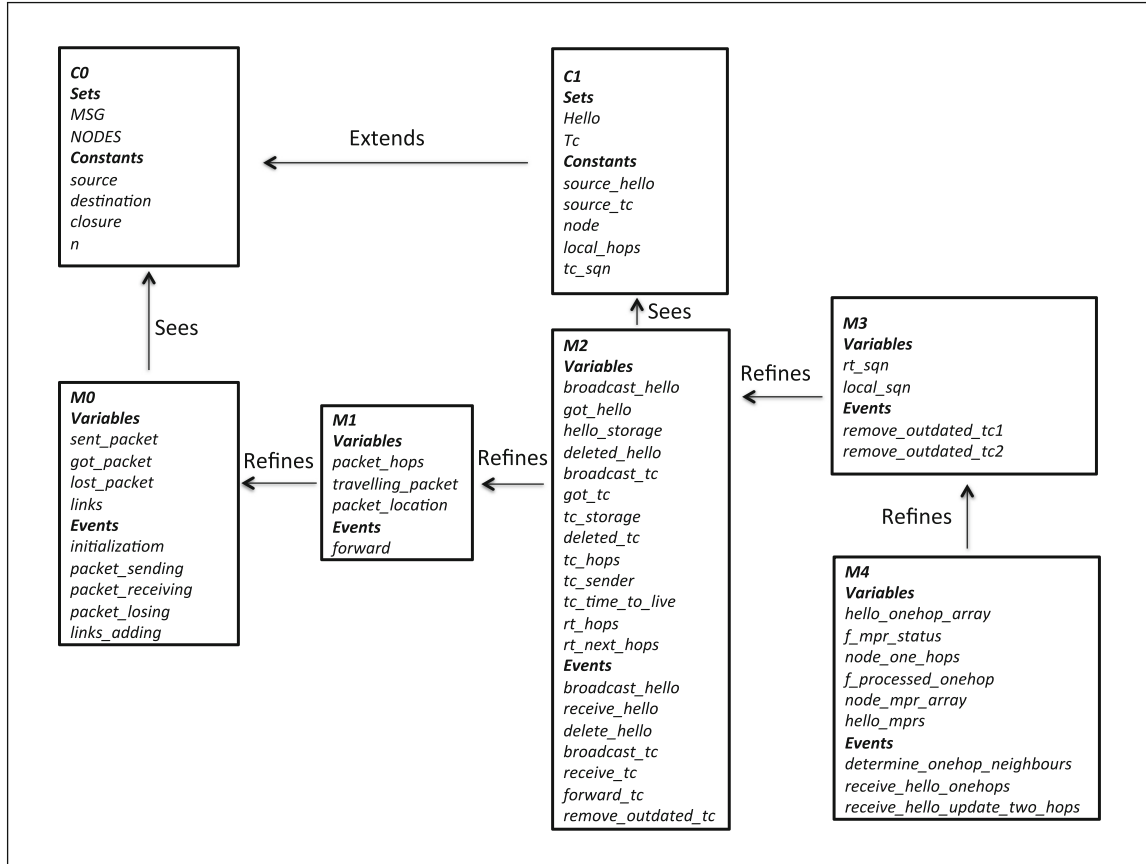 C0
Sets
MSG
NODES
Constants
source
destination
closure
n
Extends
C1
Sets
Hello
Tc
Constants
source_hello
source_tc
node
local_hops
tc_sqn
Sees
Sees
M0
Variables
sent_packet
got_packet
lost_packet
links
Events
initializatiom
packet_sending
packet_receiving
packet_losing
links_adding
Refines
M1
Variables
packet_hops
travelling_packet
packet_location
Events
forward
Refines
M2
Variables
broadcast_hello
got_hello
hello_storage
deleted_hello
broadcast_tc
got_tc
tc_storage
deleted_tc
tc_hops
tc_sender
tc_time_to_live
rt_hops
rt_next_hops
Events
broadcast_hello
receive_hello
delete_hello
broadcast_tc
receive_tc
forward_tc
remove_outdated_tc
Refines
M3
Variables
rt_sqn
local_sqn
Events
remove_outdated_tc1
remove_outdated_tc2
Refines
M4
Variables
hello_onehop_array
f_mpr_status
node_one_hops
f_processed_onehop
node_mpr_array
hello_mprs
Events
determine_onehop_neighbours
receive_hello_onehops
receive_hello_update_two_hops